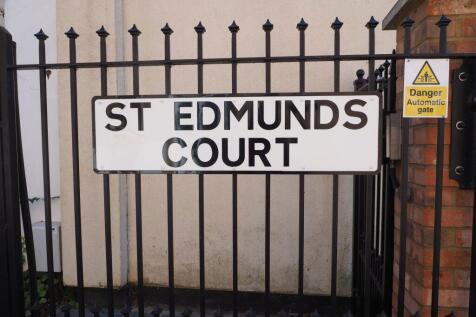 ST EDMUNDS
COURT
Danger
Automatic
gate